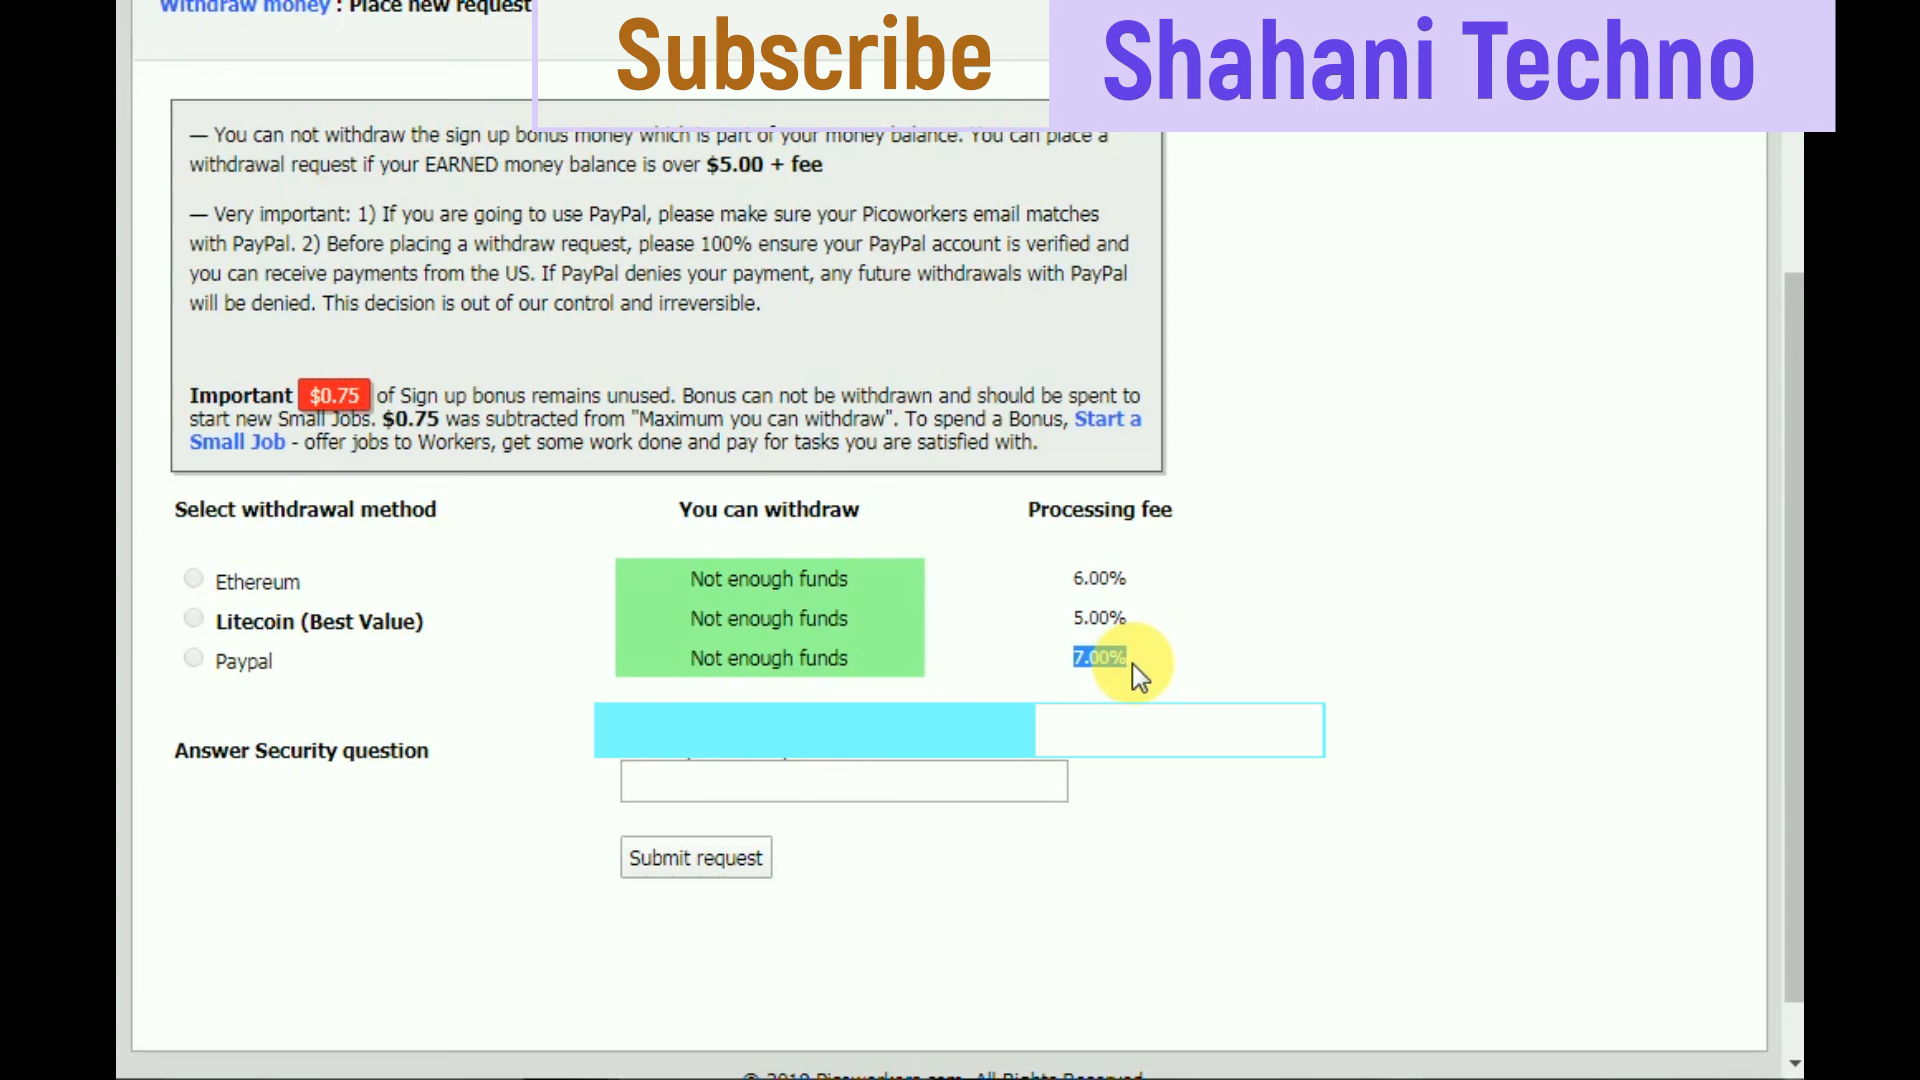 Withdraw money : Place new request
Subscribe
Shahani Techno
— You can not withdraw the sign up bonus money which is part of your money balance. You can place a
withdrawal request if your EARNED money balance is over $5.00 + fee
— Very important: 1) If you are going to use PayPal, please make sure your Picoworkers email matches
with PayPal. 2) Before placing a withdraw request, please 100% ensure your PayPal account is verified and
you can receive payments from the US. If PayPal denies your payment, any future withdrawals with PayPal
will be denied. This decision is out of our control and irreversible.
Important $0.75 of Sign up bonus remains unused. Bonus can not be withdrawn and should be spent to
start new Small Jobs. $0.75 was subtracted from "Maximum you can withdraw". To spend a Bonus, Start a
Small Job - offer jobs to Workers, get some work done and pay for tasks you are satisfied with.
Select withdrawal method You can withdraw Processing fee
Ethereum Not enough funds 6.00%
Litecoin (Best Value) Not enough funds 5.00%
Paypal Not enough funds 7.00%
Answer Security question
Submit request
© 2019 Picoworkers.com. All Rights Reserved